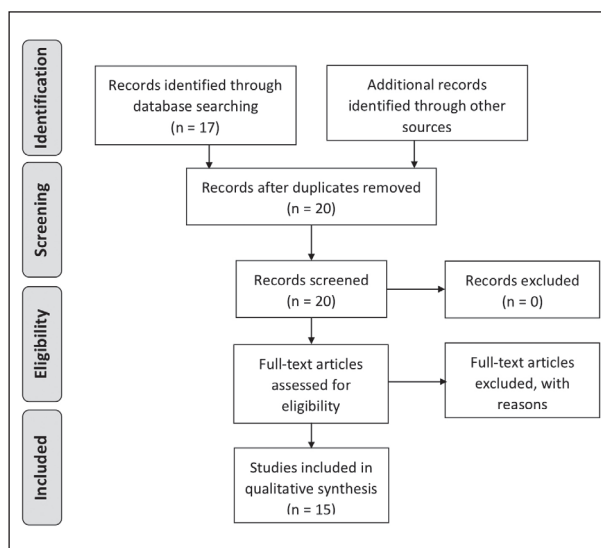 Identification
Records identified through
database searching
(n = 17)
Additional records
identified through other
sources
Screening
Records after duplicates removed
(n = 20)
Records screened
(n = 20)
Records excluded
(n = 0)
Eligibility
Full-text articles
assessed for
eligibility
Full-text articles
excluded, with
reasons
Included
Studies included in
qualitative synthesis
(n = 15)